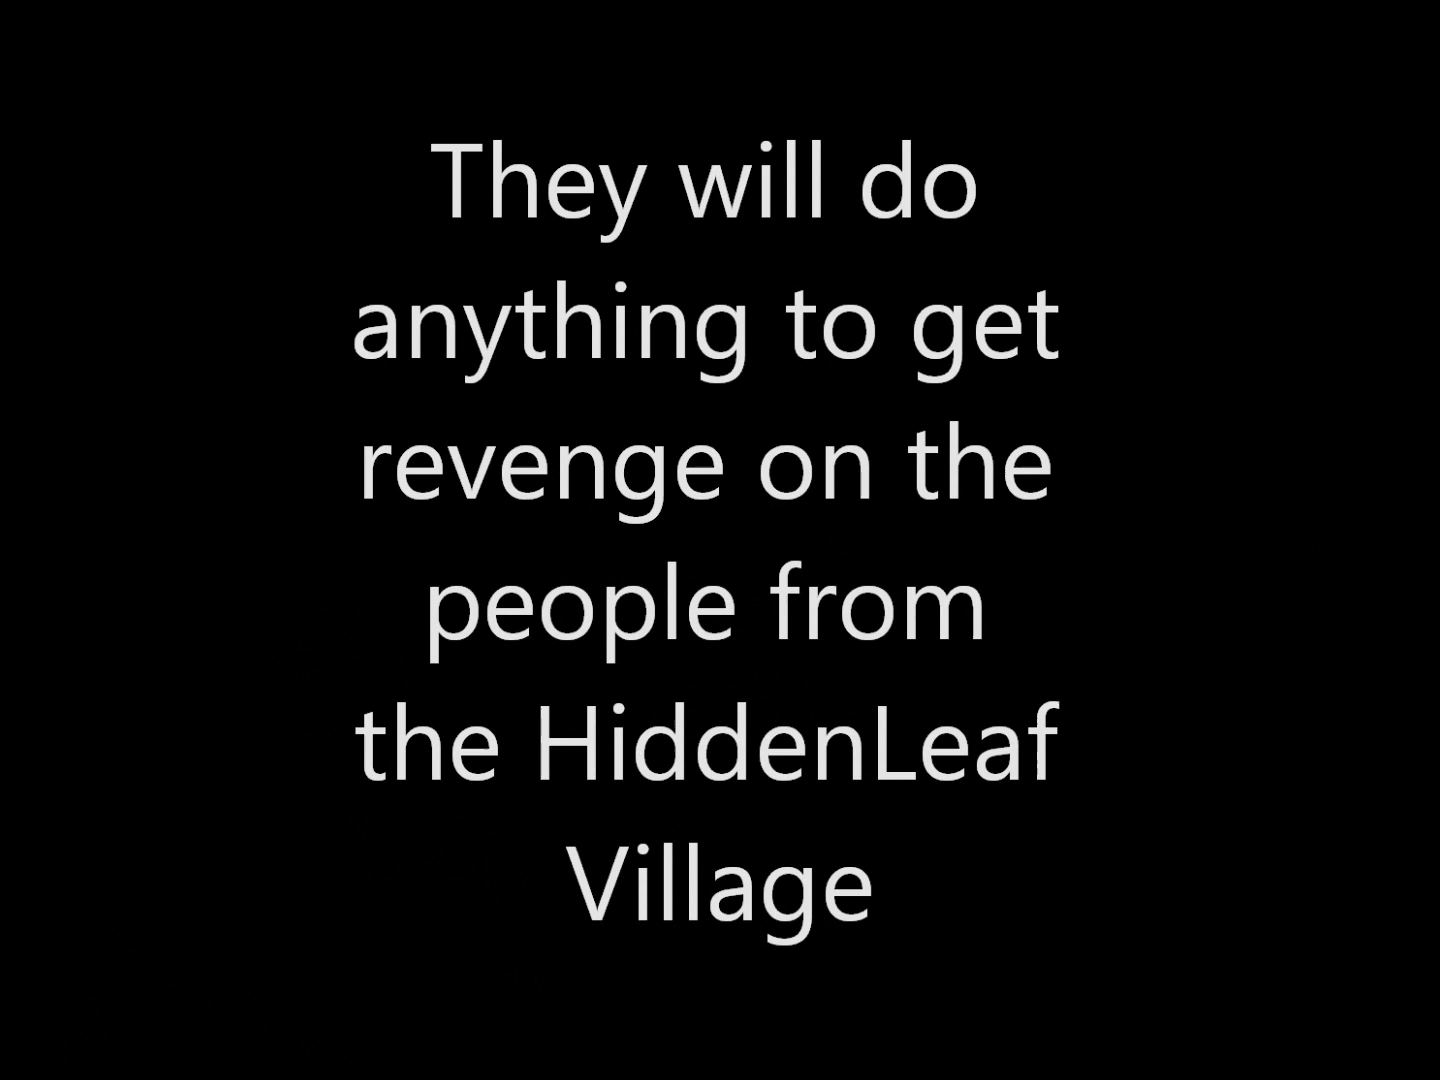 They will do
anything to get
revenge on the
people from
the HiddenLeaf
Village